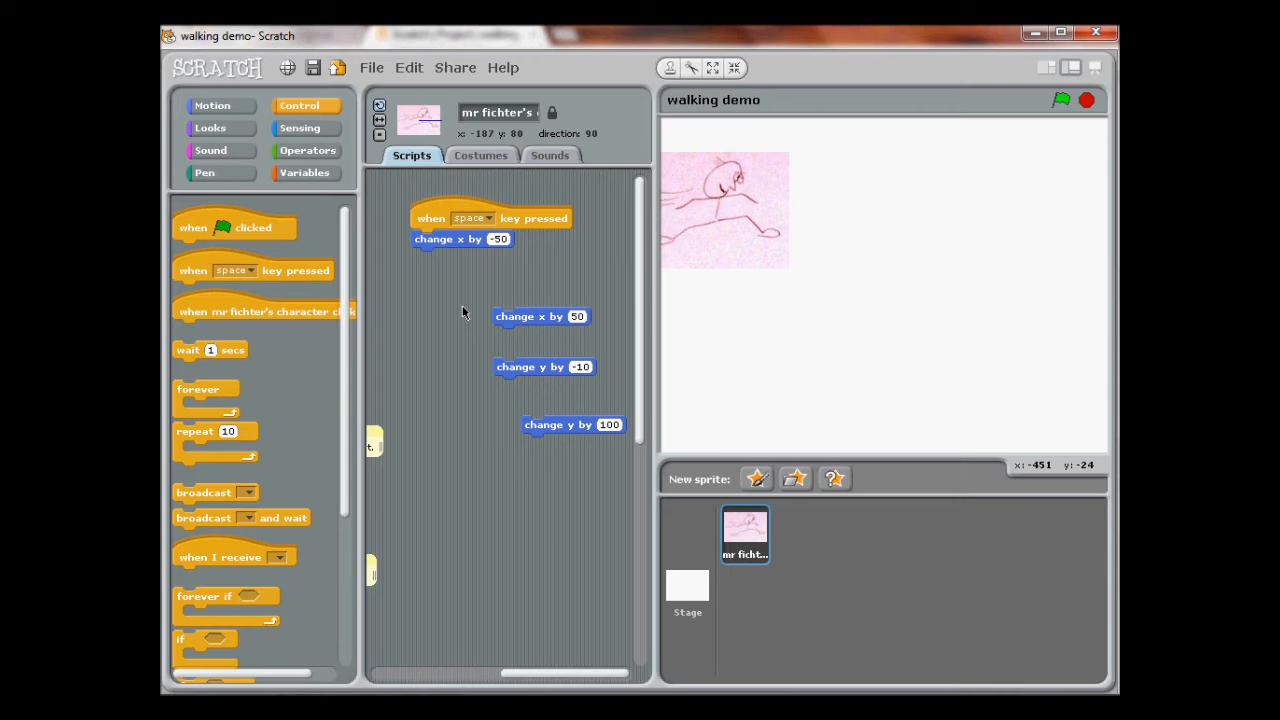 walking demo- Scratch
SCRATCH
File Edit Share Help
Motion Control
Looks Sensing
Sound Operators
Pen Variables
when clicked
when space key pressed
when mr fichter's character
wait 1 secs
forever
repeat 10
broadcast
broadcast and wait
when I receive
forever if
if
mr fichter's
x: -187 y: 80 direction: 90
Scripts Costumes Sounds
when space key pressed
change x by -50
change x by 50
change y by -10
change y by 100
t.
walking demo
x: -451 y: -24
New sprite:
mr ficht...
Stage